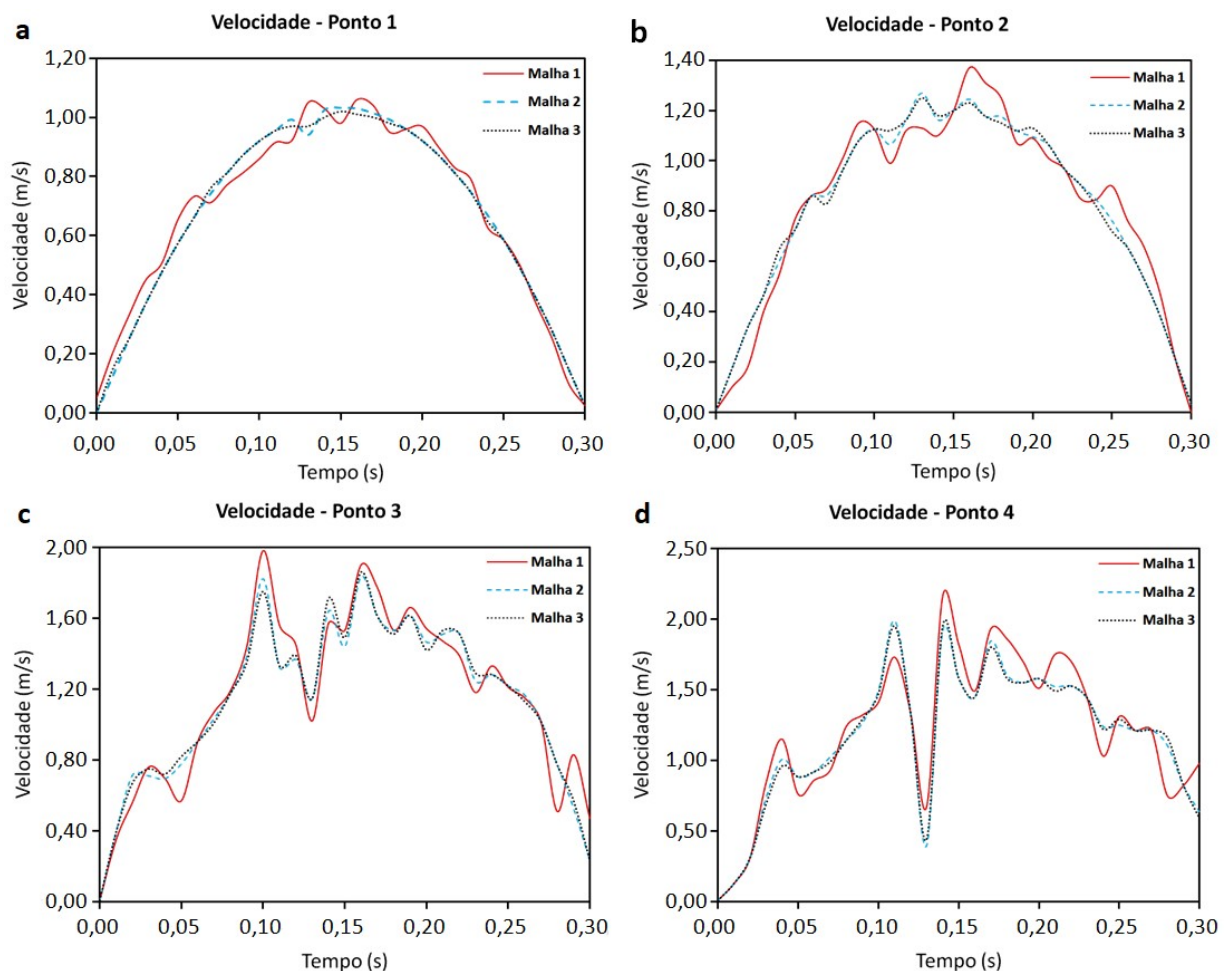 a
Velocidade - Ponto 1
1,20
1,00
0,80
0,60
0,40
0,20
0,00
Velocidade (m/s)
Malha 1
Malha 2
Malha 3
0,00 0,05 0,10 0,15 0,20 0,25 0,30
Tempo (s)
b
Velocidade - Ponto 2
1,40
1,20
1,00
0,80
0,60
0,40
0,20
0,00
Velocidade (m/s)
Malha 1
Malha 2
Malha 3
0,00 0,05 0,10 0,15 0,20 0,25 0,30
Tempo (s)
c
Velocidade - Ponto 3
2,00
1,60
1,20
0,80
0,40
0,00
Velocidade (m/s)
Malha 1
Malha 2
Malha 3
0,00 0,05 0,10 0,15 0,20 0,25 0,30
Tempo (s)
d
Velocidade - Ponto 4
2,50
2,00
1,50
1,00
0,50
0,00
Velocidade (m/s)
Malha 1
Malha 2
Malha 3
0,00 0,05 0,10 0,15 0,20 0,25 0,30
Tempo (s)